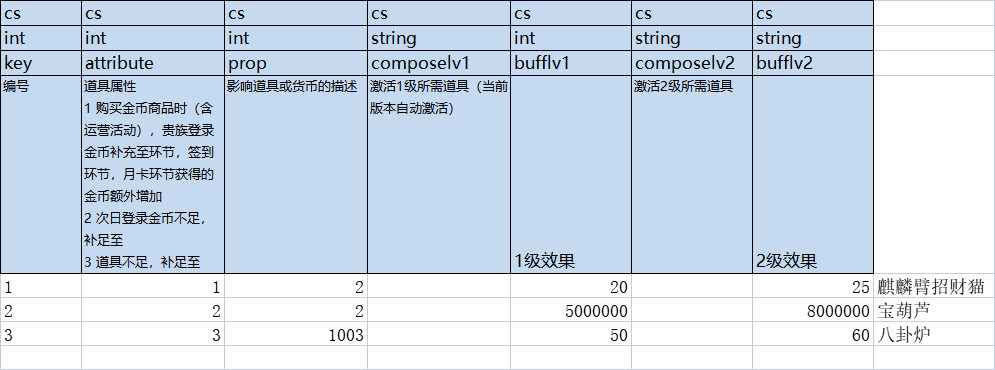 cs cs cs cs cs cs cs
int int int string int string string
key attribute prop composelv1 bufflv1 composelv2 bufflv2
编号 道具属性 影响道具或货币的描述 激活1级所需道具（当前 激活2级所需道具
1 购买金币商品时（含 版本自动激活）
运营活动），贵族登录
金币补充至环节，签到
环节，月卡环节获得的
金币额外增加
2 次日登录金币不足，
补足至
3 道具不足，补足至 1级效果 2级效果
1 1 2 20 25 麒麟臂招财猫
2 2 2 5000000 8000000 宝葫芦
3 3 1003 50 60 八卦炉